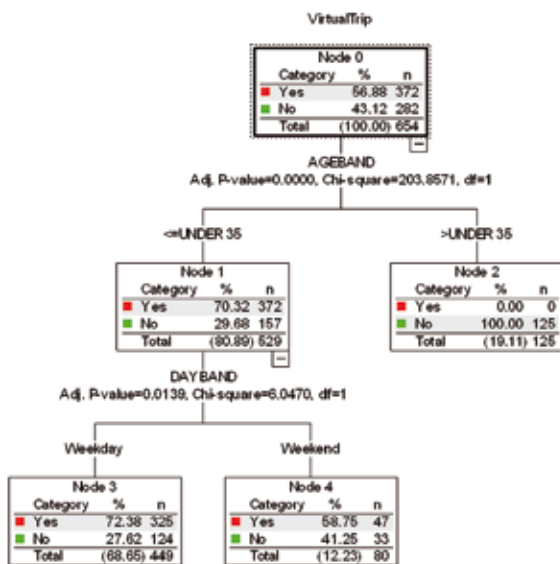 VirtualTrip
Node 0
Category % n
Yes 56.88 372
No 43.12 282
Total (100.00) 654
AGEBAND
Adj. P-value=0.0000, Chi-square=203.8571, df=1
<=UNDER 35
>UNDER 35
Node 1
Category % n
Yes 70.32 372
No 29.68 157
Total (80.89) 529
Node 2
Category % n
Yes 0.00 0
No 100.00 125
Total (19.11) 125
DAYBAND
Adj. P-value=0.0139, Chi-square=6.0470, df=1
Weekday
Weekend
Node 3
Category % n
Yes 72.38 325
No 27.62 124
Total (68.65) 449
Node 4
Category % n
Yes 58.75 47
No 41.25 33
Total (12.23) 80